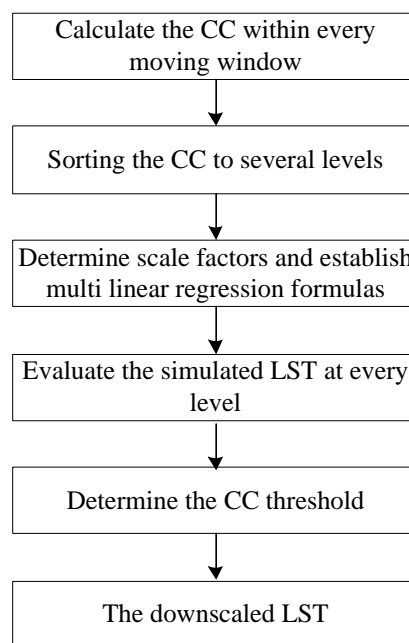 Calculate the CC within every
moving window
Sorting the CC to several levels
Determine scale factors and establish
multi linear regression formulas
Evaluate the simulated LST at every
level
Determine the CC threshold
The downscaled LST